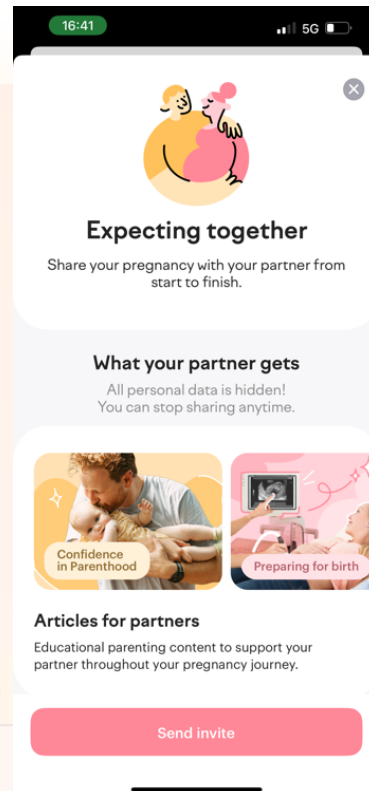 16:41
5G
Expecting together
Share your pregnancy with your partner from
start to finish.
What your partner gets
All personal data is hidden!
You can stop sharing anytime.
Confidence
in Parenthood
Preparing for birth
Articles for partners
Educational parenting content to support your
partner throughout your pregnancy journey.
Send invite